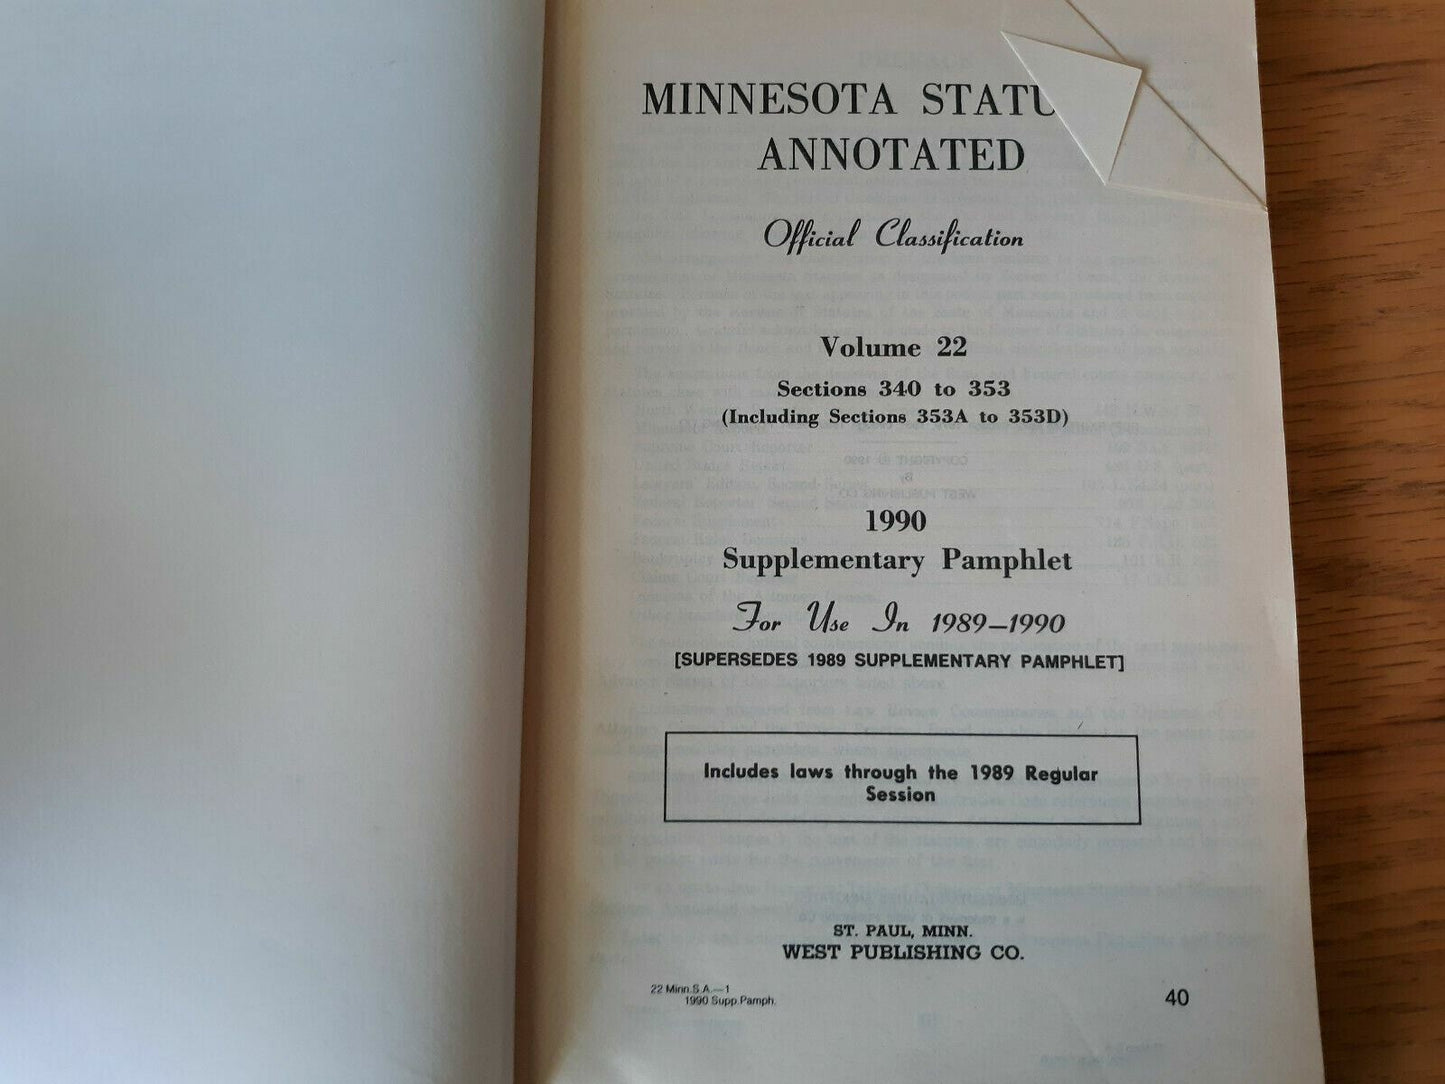 MINNESOTA STATU
ANNOTATED
Official Classification
Volume 22
Sections 340 to 353
(Including Sections 353A to 353D)
1990
Supplementary Pamphlet
For Use In 1989–1990
[SUPERSEDES 1989 SUPPLEMENTARY PAMPHLET]
Includes laws through the 1989 Regular
Session
ST. PAUL, MINN.
WEST PUBLISHING CO.
22 Minn.S.A.—1
1990 Supp.Pamph.
40